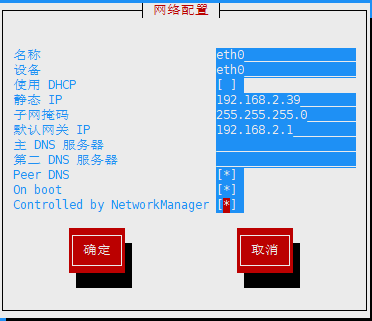 网络配置
名称 eth0
设备 eth0
使用 DHCP [ ]
静态 IP 192.168.2.39
子网掩码 255.255.255.0
默认网关 IP 192.168.2.1
主 DNS 服务器
第二 DNS 服务器
Peer DNS [*]
On boot [*]
Controlled by NetworkManager [*]
确定 取消